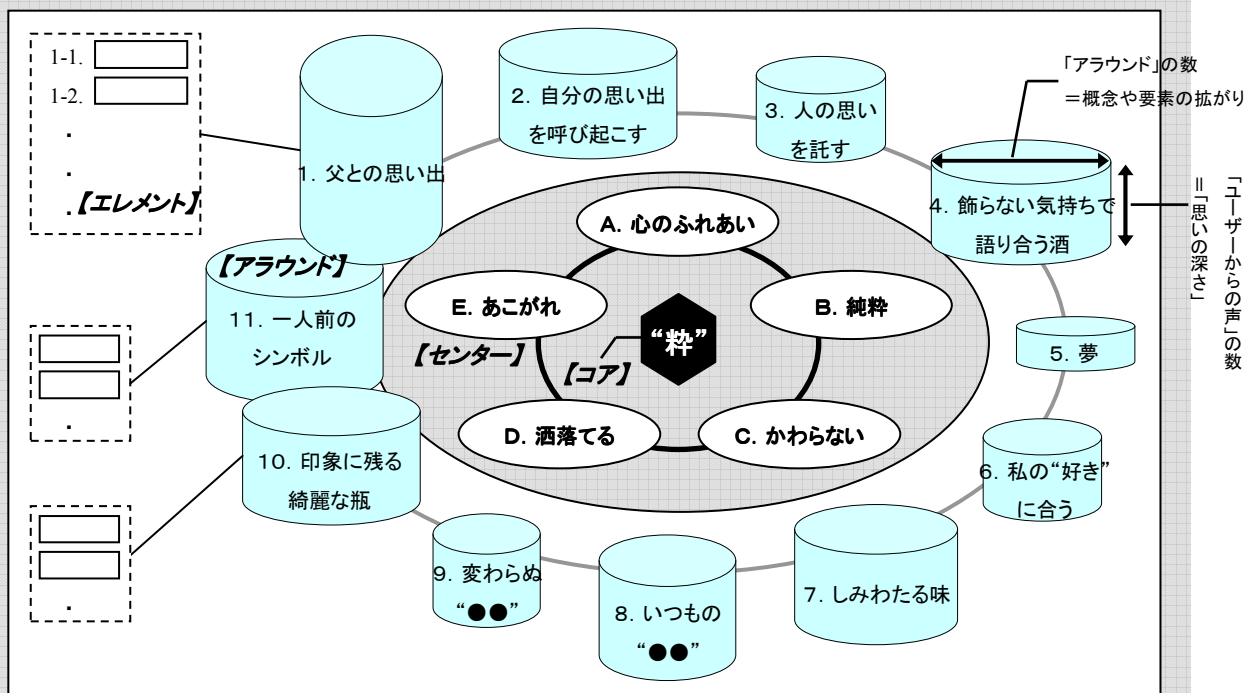 1-1.
1-2.
.
.
.【エレメント】
1. 父との思い出
2. 自分の思い出
を呼び起こす
3. 人の思い
を託す
「アラウンド」の数
＝概念や要素の拡がり
4. 飾らない気持ちで
語り合う酒
「ユーザーからの声」の数
＝「思いの深さ」
A. 心のふれあい
【アラウンド】
11. 一人前の
シンボル
E. あこがれ
B. 純粋
“粋”
【センター】
【コア】
5. 夢
.
D. 洒落てる
C. かわらない
10. 印象に残る
綺麗な瓶
6. 私の“好き”
に合う
9. 変わらぬ
“●●”
8. いつもの
“●●”
7. しみわたる味
.